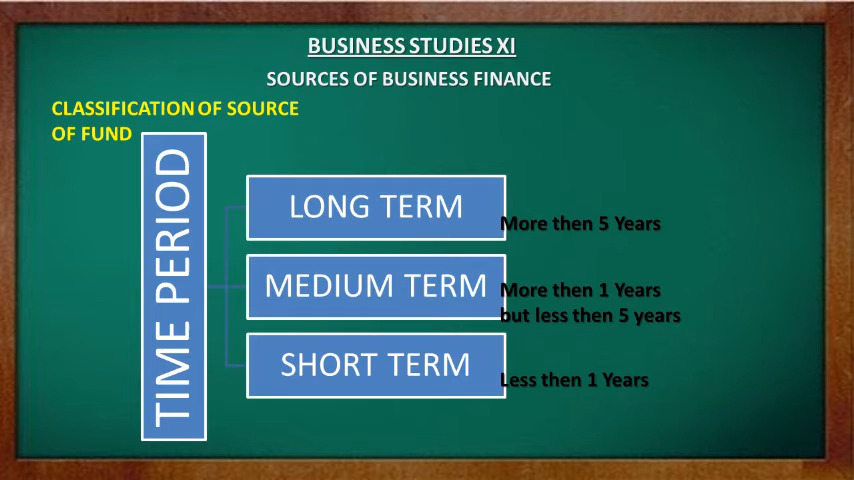 BUSINESS STUDIES XI
SOURCES OF BUSINESS FINANCE
CLASSIFICATION OF SOURCE
OF FUND
TIME PERIOD
LONG TERM
More then 5 Years
MEDIUM TERM
More then 1 Years
but less then 5 years
SHORT TERM
Less then 1 Years